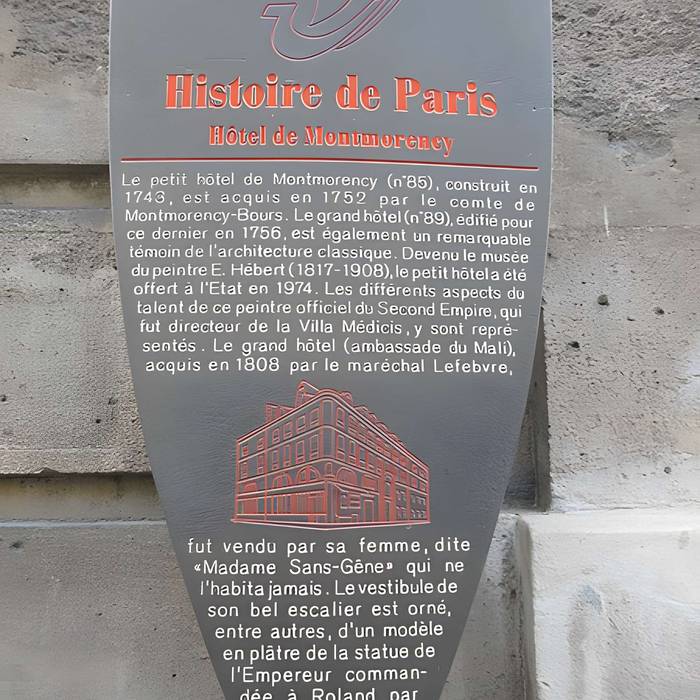 Histoire de Paris
Hôtel de Montmorency
Le petit hôtel de Montmorency (n°85), construit en
1743, est acquis en 1752 par le comte de
Montmorency-Bours. Le grand hôtel (n°89), édifié pour
ce dernier en 1756, est également un remarquable
témoin de l'architecture classique. Devenu le musée
du peintre E. Hébert (1817-1908), le petit hôtel a été
offert à l'Etat en 1974. Les différents aspects du
talent de ce peintre officiel du Second Empire, qui
fut directeur de la Villa Médicis, y sont repré-
sentés. Le grand hôtel (ambassade du Mali),
acquis en 1808 par le maréchal Lefebvre,
fut vendu par sa femme, dite
«Madame Sans-Gêne» qui ne
l'habita jamais. Le vestibule de
son bel escalier est orné,
entre autres, d'un modèle
en plâtre de la statue de
l'Empereur comman-
dée à Roland par